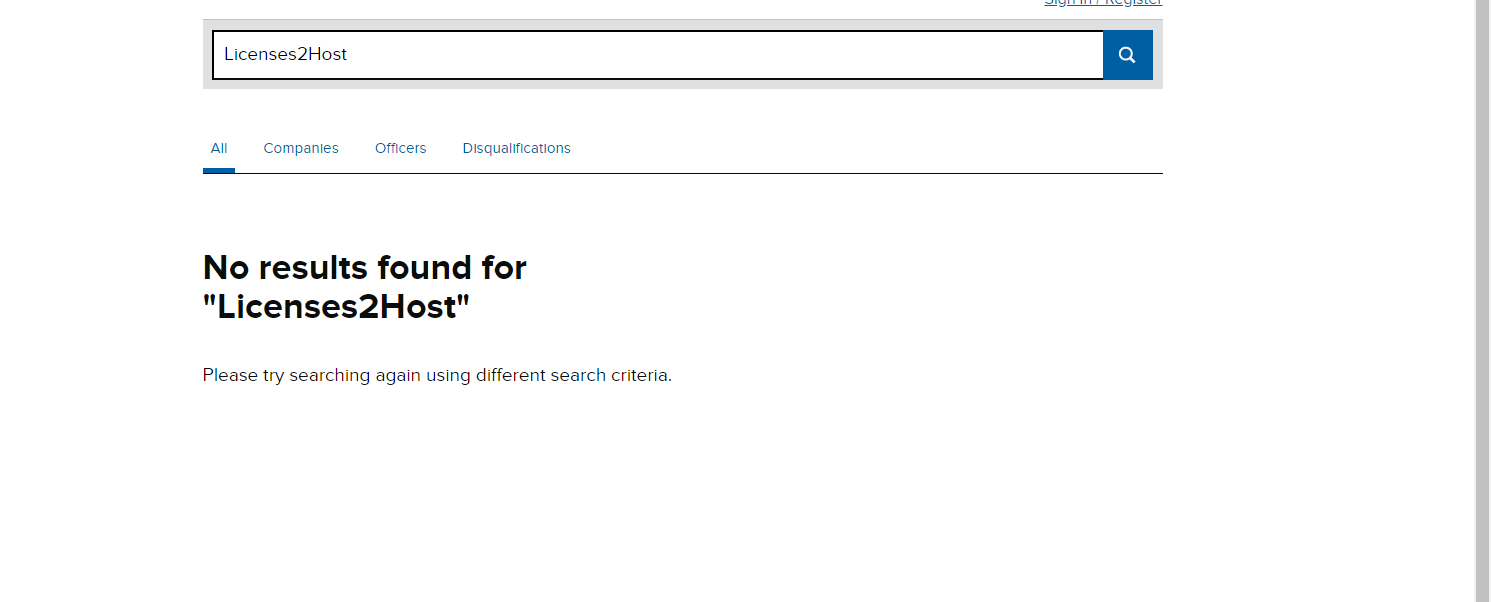 Sign in / Register
Licenses2Host
All Companies Officers Disqualifications
No results found for
"Licenses2Host"
Please try searching again using different search criteria.